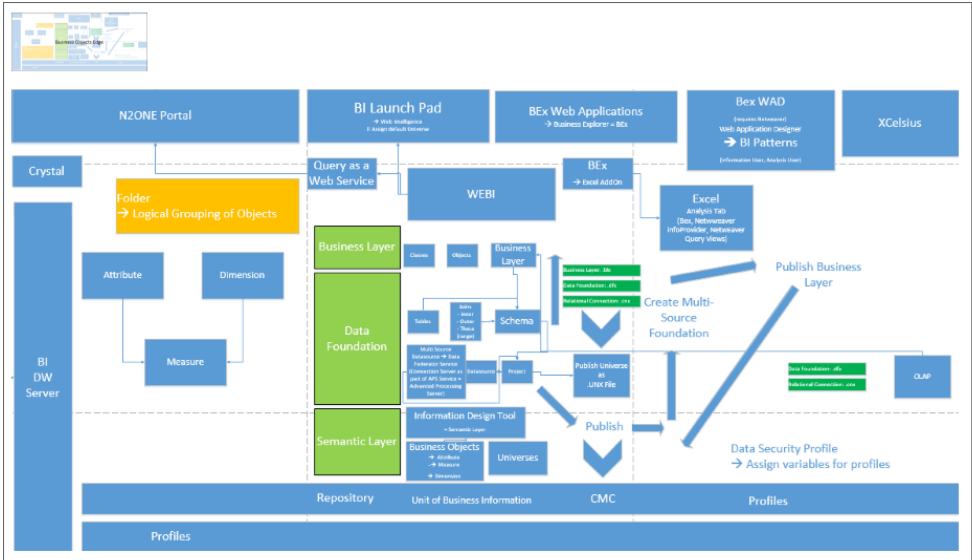 Business Objects Edge
N2ONE Portal
BI Launch Pad
→ Web Intelligence
Assign default Universe
BEx Web Applications
→ Business Explorer = BEx
Bex WAD
(requires Netweaver)
Web Application Designer
→ BI Patterns
(Information User, Analysis User)
XCelsius
Crystal
Query as a
Web Service
WEBI
BEx
→ Excel AddOn
Folder
→ Logical Grouping of Objects
Excel
Analysis Tab
(Bex, Netwweaver
InfoProvider, Netweaver
Query Views)
Business Layer
Classes
Objects
Business
Layer
Attribute
Dimension
Business Layer: .blx
Data Foundation: .dfx
Relational Connection: .cnx
Publish Business
Layer
Create Multi-
Source
Foundation
Data
Foundation
Tables
Joins
- Inner
- Outer
- Theta
(range)
Schema
BI
DW
Server
Measure
Multi Source
Datasource → Data
Federator Service
(Connection Server as
part of APS Service =
Advanced Processing
Server)
Datasource
Project
Publish Universe
as
.UNX File
Data Foundation: .dfx
Relational Connection: .cnx
OLAP
Semantic Layer
Information Design Tool
= Semantic Layer
Publish
Business Objects
→ Attribute
→ Measure
→ Dimension
Universes
Data Security Profile
→ Assign variables for profiles
Repository
Unit of Business Information
CMC
Profiles
Profiles